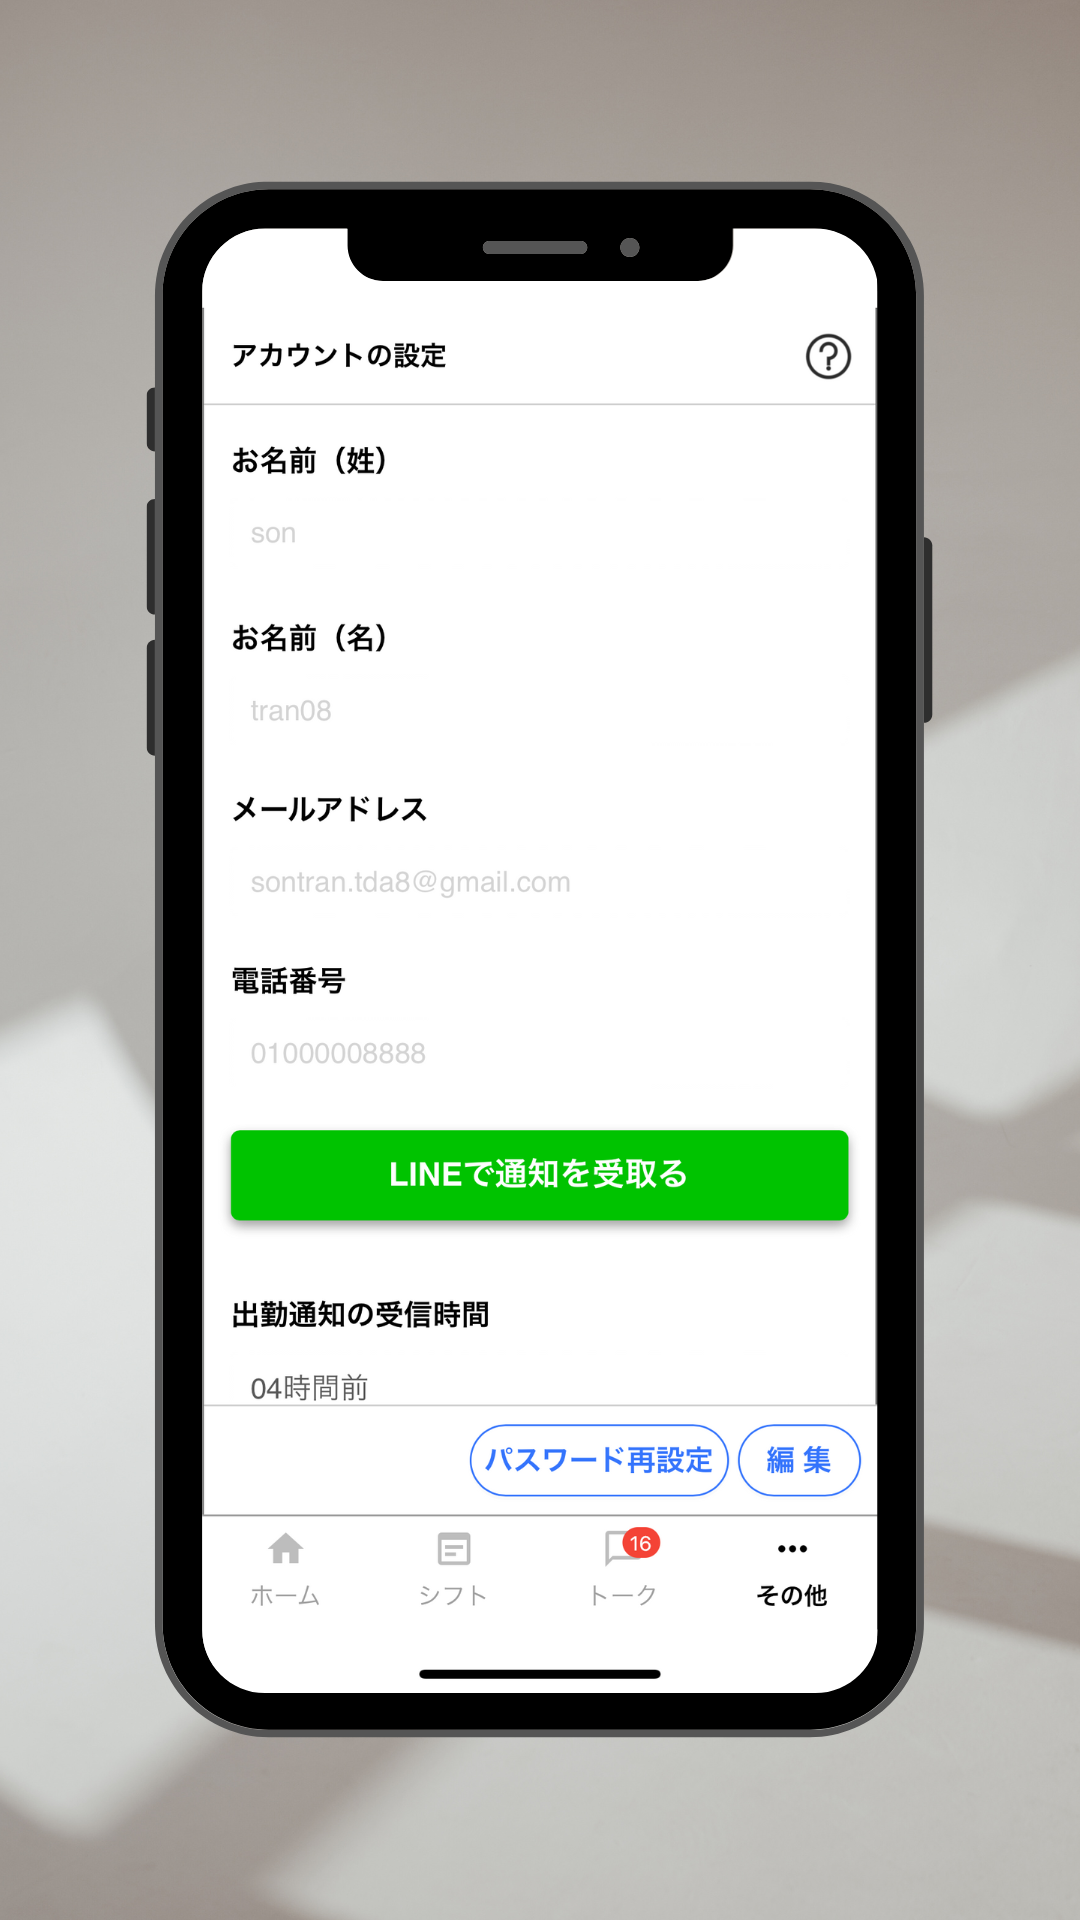 アカウントの設定
お名前（姓）
son
お名前（名）
tran08
メールアドレス
sontran.tda8@gmail.com
電話番号
01000008888
LINEで通知を受取る
出勤通知の受信時間
04時間前
パスワード再設定 編 集
16
ホーム シフト トーク その他